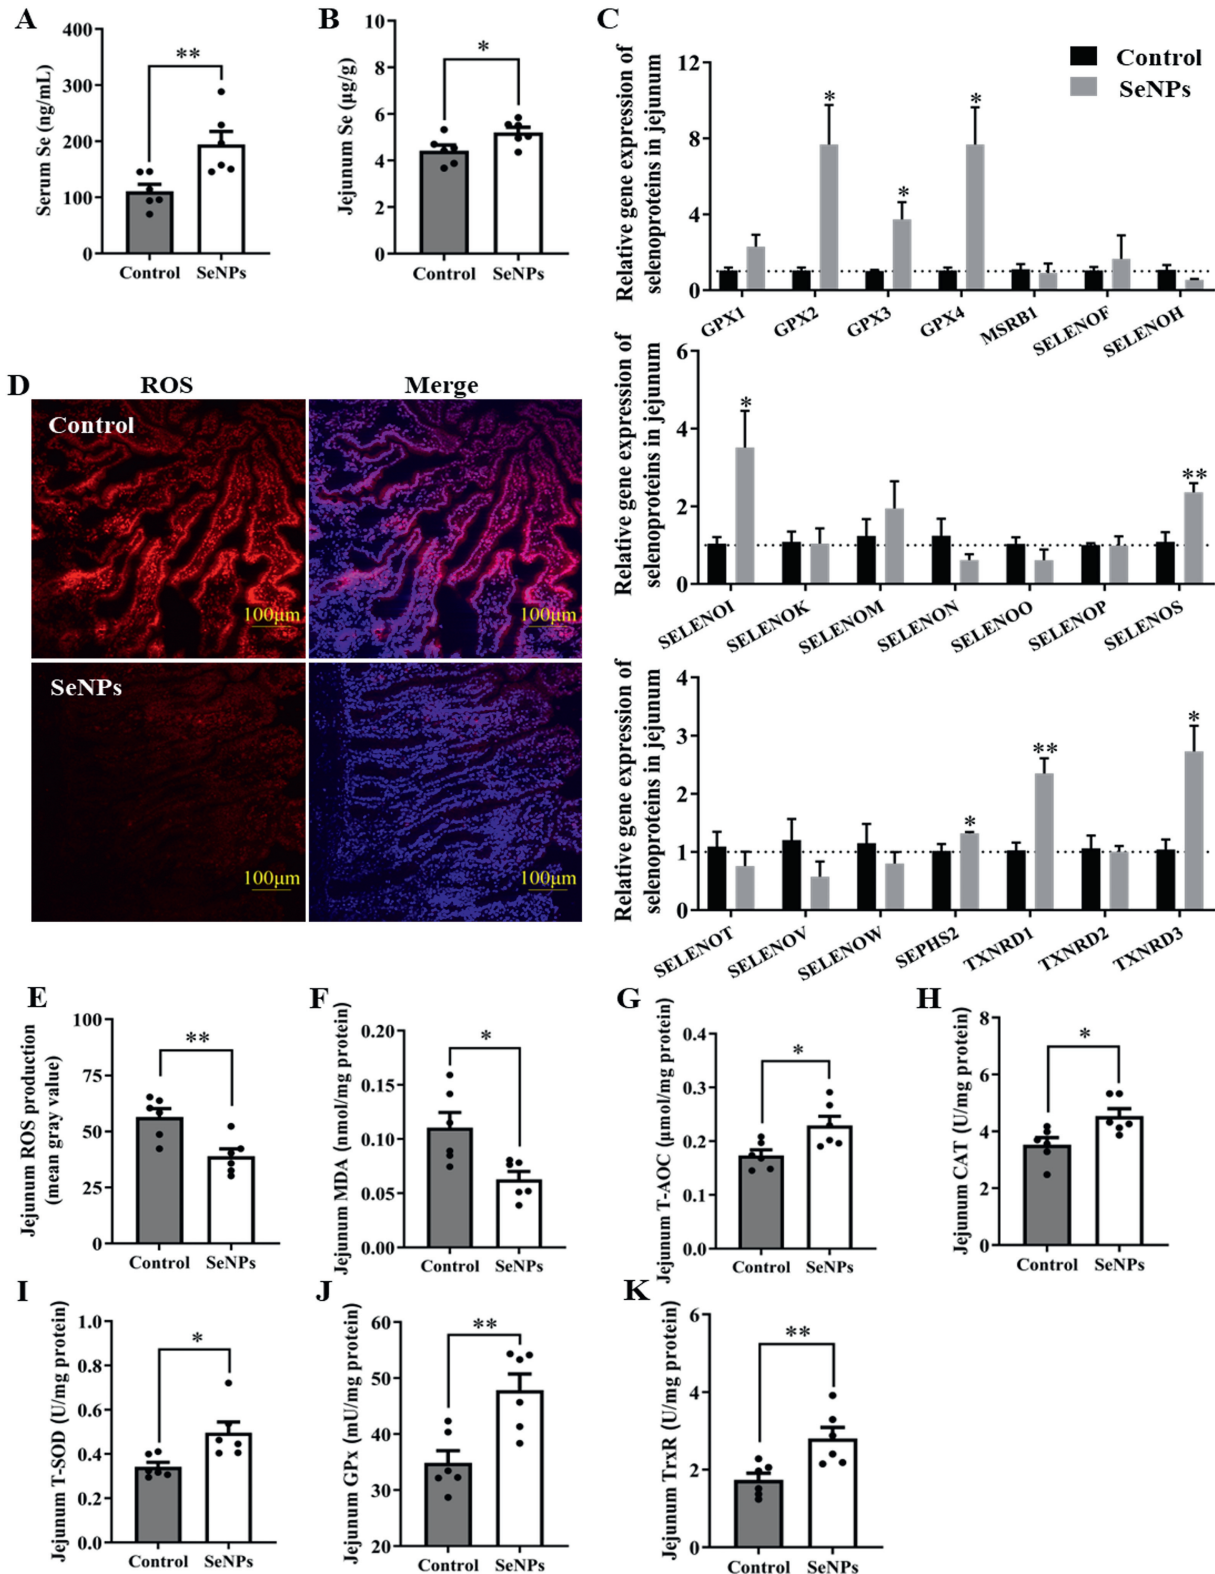 A
Serum Se (ng/mL)
400
300
200
100
0
**
Control
SeNPs
B
Jejunum Se (μg/g)
10
8
6
4
2
0
*
Control
SeNPs
C
Control
SeNPs
Relative gene expression of
selenoproteins in jejunum
12
8
4
0
*
*
*
GPX1
GPX2
GPX3
GPX4
MSRB1
SELENOF
SELENOH
Relative gene expression of
selenoproteins in jejunum
6
4
2
0
*
**
SELENOI
SELENOK
SELENOM
SELENON
SELENOO
SELENOP
SELENOS
Relative gene expression of
selenoproteins in jejunum
4
3
2
1
0
*
**
*
SELENOT
SELENOV
SELENOW
SEPHS2
TXNRD1
TXNRD2
TXNRD3
D
ROS
Merge
Control
100μm
100μm
SeNPs
100μm
100μm
E
Jejunum ROS production
(mean gray value)
100
75
50
25
0
**
Control
SeNPs
F
Jejunum MDA (nmol/mg protein)
0.20
0.15
0.10
0.05
0.00
*
Control
SeNPs
G
Jejunum T-AOC (μmol/mg protein)
0.4
0.3
0.2
0.1
0.0
*
Control
SeNPs
H
Jejunum CAT (U/mg protein)
8
6
4
2
0
*
Control
SeNPs
I
Jejunum T-SOD (U/mg protein)
1.0
0.8
0.6
0.4
0.2
0.0
*
Control
SeNPs
J
Jejunum GPx (mU/mg protein)
60
50
40
30
20
**
Control
SeNPs
K
Jejunum TrxR (U/mg protein)
6
4
2
0
**
Control
SeNPs